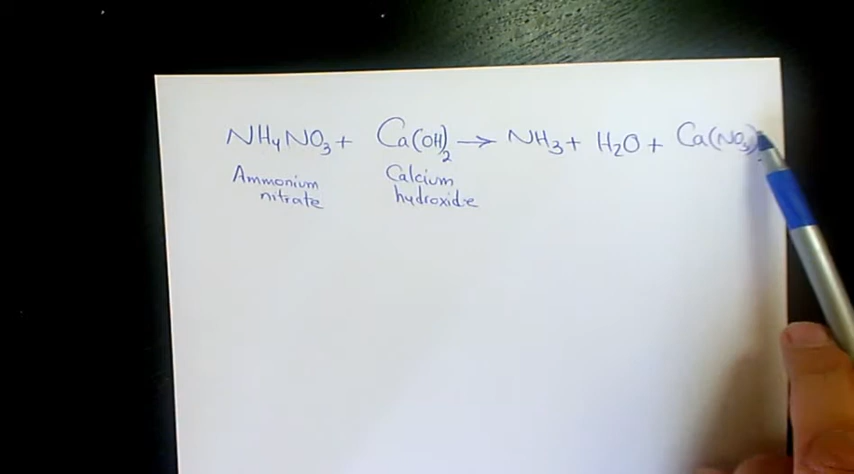 NH₄NO₃ + Ca(OH)₂ → NH₃ + H₂O + Ca(NO₃)
Ammonium nitrate
Calcium hydroxide